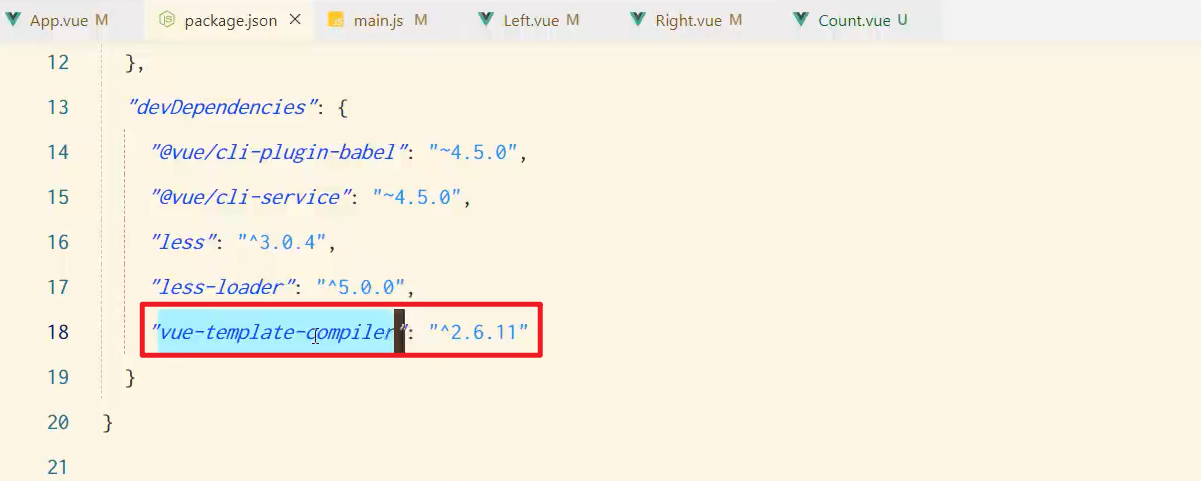 App.vue M package.json × main.js M Left.vue M Right.vue M Count.vue U
12 },
13 "devDependencies": {
14 "@vue/cli-plugin-babel": "~4.5.0",
15 "@vue/cli-service": "~4.5.0",
16 "less": "^3.0.4",
17 "less-loader": "^5.0.0",
18 "vue-template-compiler": "^2.6.11"
19 }
20 }
21